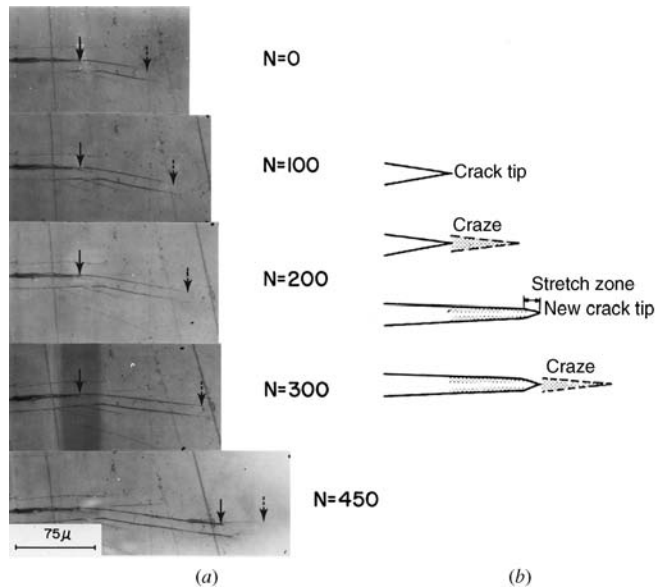 N=0
N=100
N=200
N=300
N=450
75μ
(a)
Crack tip
Craze
Stretch zone
New crack tip
Craze
(b)